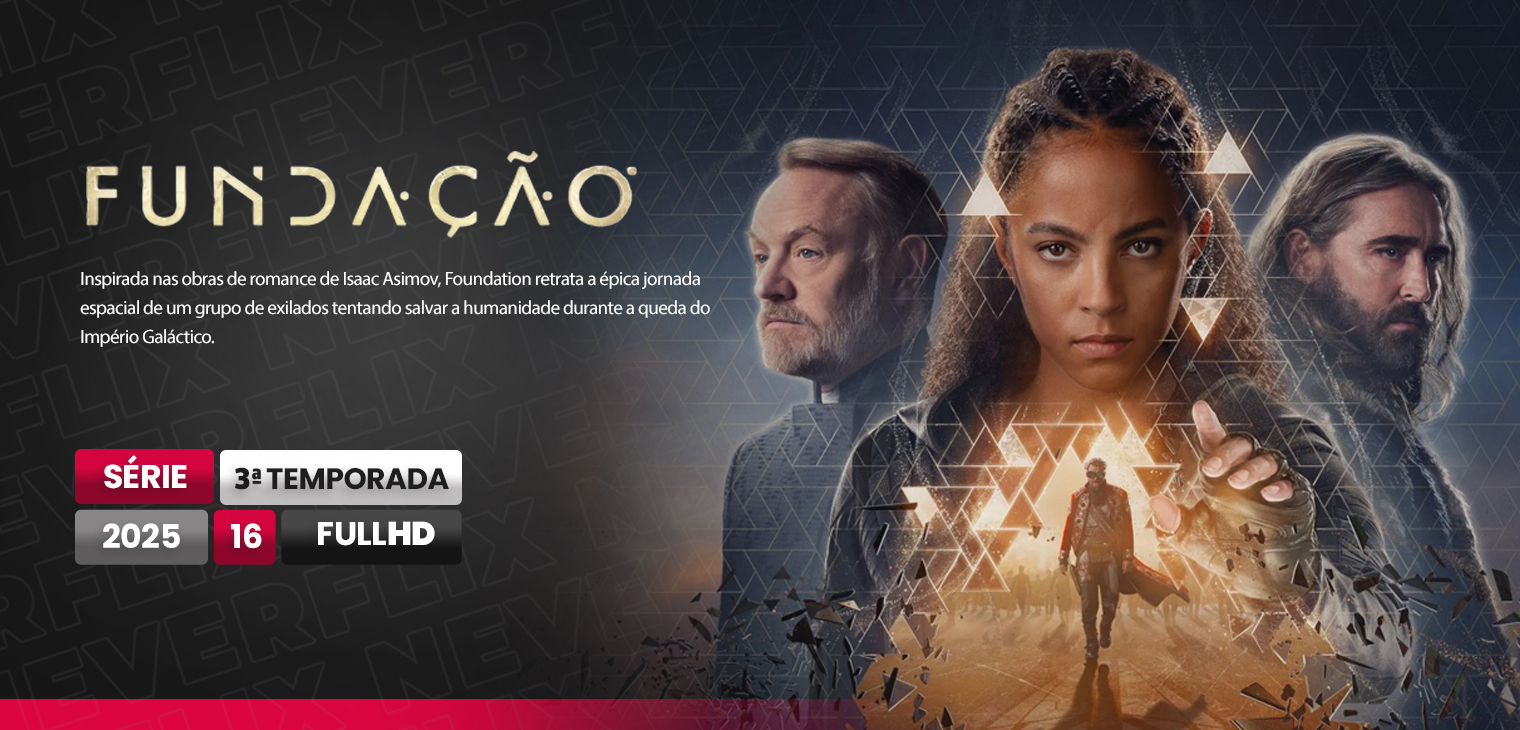 FUNDAÇÃO
Inspirada nas obras de romance de Isaac Asimov, Foundation retrata a épica jornada
espacial de um grupo de exilados tentando salvar a humanidade durante a queda do
Império Galáctico.
SÉRIE
3ª TEMPORADA
2025
16
FULLHD
NEVERFLIX